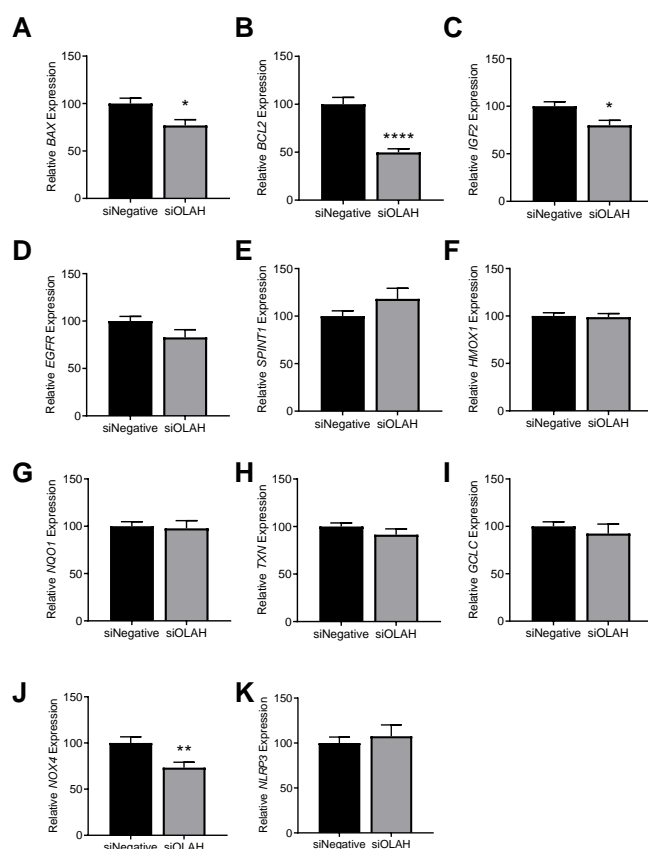 A
Relative BAX Expression
150
100
50
0
*
siNegative siOLAH
B
Relative BCL2 Expression
150
100
50
0
****
siNegative siOLAH
C
Relative IGF2 Expression
150
100
50
0
*
siNegative siOLAH
D
Relative EGFR Expression
150
100
50
0
siNegative siOLAH
E
Relative SPINT1 Expression
150
100
50
0
siNegative siOLAH
F
Relative HMOX1 Expression
150
100
50
0
siNegative siOLAH
G
Relative NQO1 Expression
150
100
50
0
siNegative siOLAH
H
Relative TXN Expression
150
100
50
0
siNegative siOLAH
I
Relative GCLC Expression
150
100
50
0
siNegative siOLAH
J
Relative NOX4 Expression
150
100
50
0
**
siNegative siOLAH
K
Relative NLRP3 Expression
150
100
50
0
siNegative siOLAH